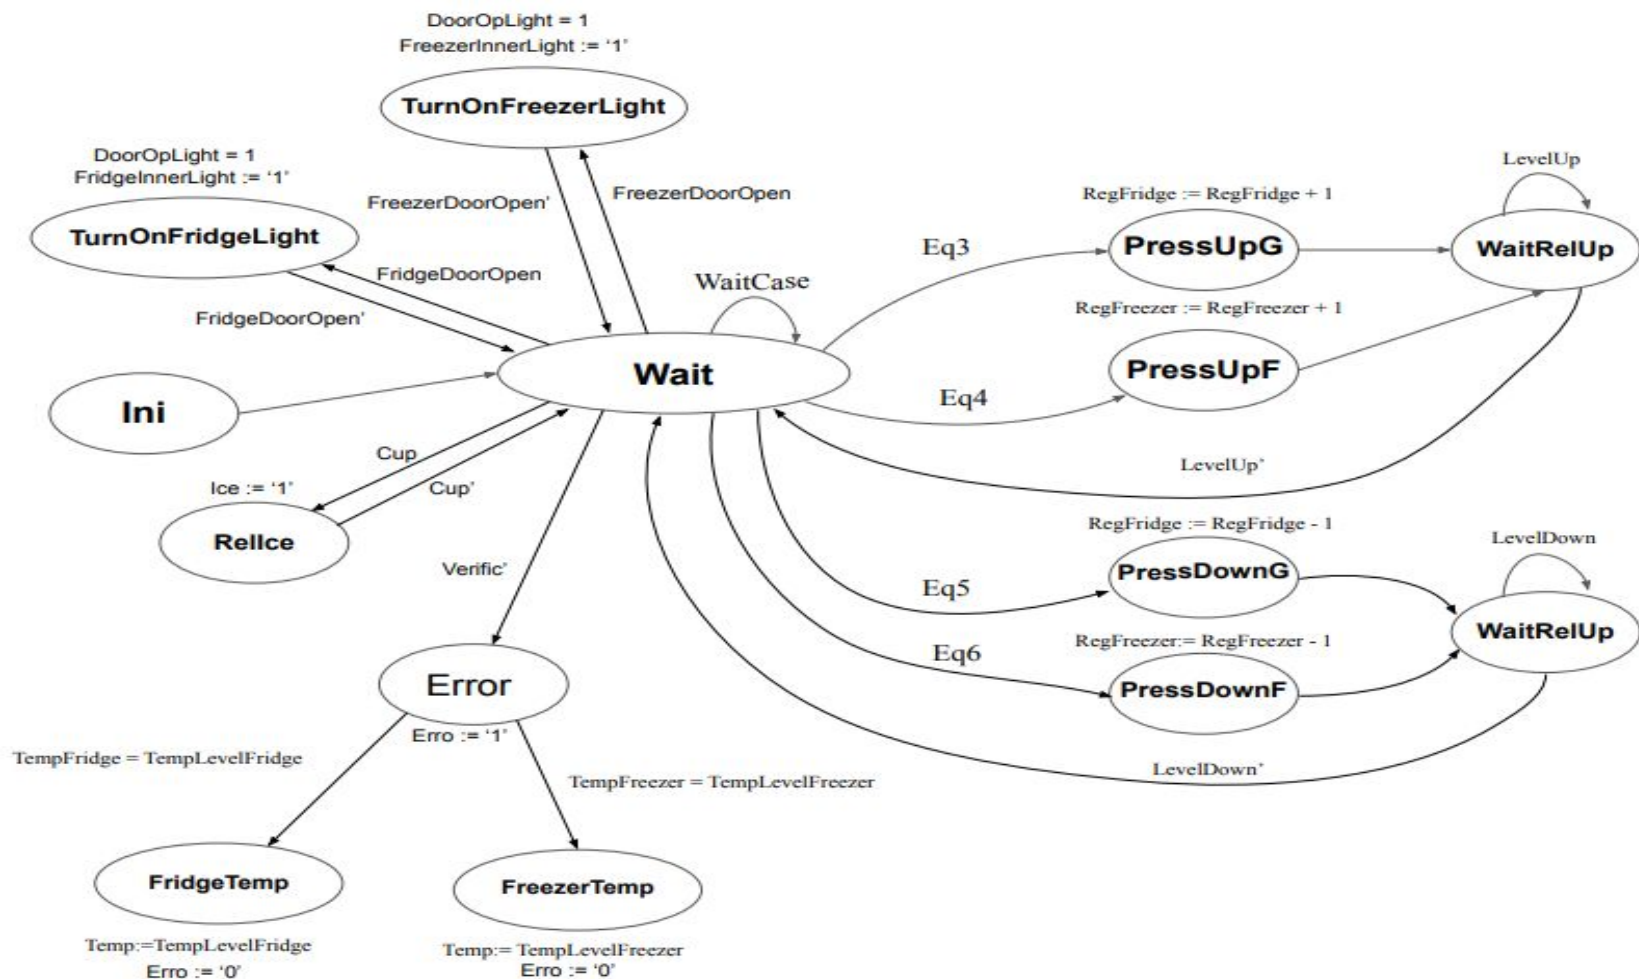 DoorOpLight = 1
FreezerInnerLight := ‘1’
TurnOnFreezerLight
DoorOpLight = 1
FridgeInnerLight := ‘1’
TurnOnFridgeLight
FreezerDoorOpen’
FreezerDoorOpen
FridgeDoorOpen
FridgeDoorOpen’
WaitCase
Wait
Ini
Cup
Cup’
Ice := ‘1’
RelIce
Verific’
Error
Erro := ‘1’
TempFridge = TempLevelFridge
TempFreezer = TempLevelFreezer
FridgeTemp
Temp:=TempLevelFridge
Erro := ‘0’
FreezerTemp
Temp:= TempLevelFreezer
Erro := ‘0’
Eq3
RegFridge := RegFridge + 1
PressUpG
LevelUp
WaitRelUp
Eq4
RegFreezer := RegFreezer + 1
PressUpF
LevelUp’
Eq5
RegFridge := RegFridge - 1
PressDownG
LevelDown
WaitRelUp
Eq6
RegFreezer:= RegFreezer - 1
PressDownF
LevelDown’